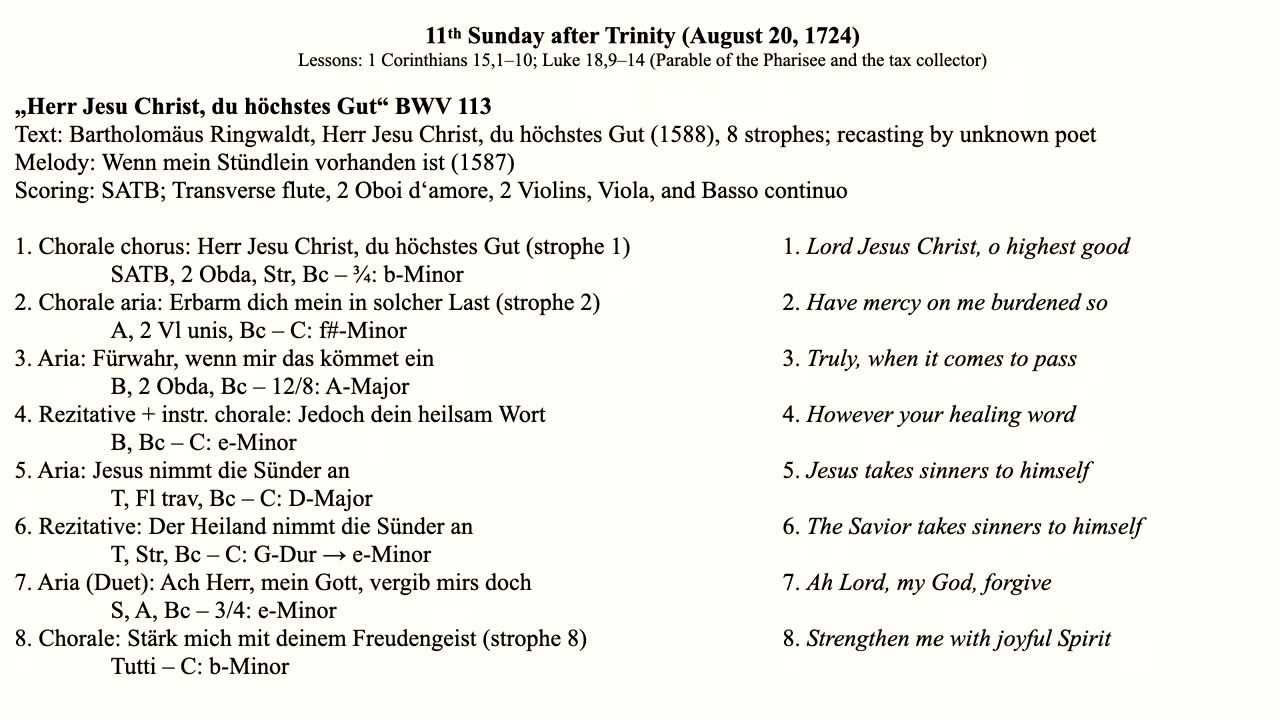 11th Sunday after Trinity (August 20, 1724)
Lessons: 1 Corinthians 15,1–10; Luke 18,9–14 (Parable of the Pharisee and the tax collector)
„Herr Jesu Christ, du höchstes Gut“ BWV 113
Text: Bartholomäus Ringwaldt, Herr Jesu Christ, du höchstes Gut (1588), 8 strophes; recasting by unknown poet
Melody: Wenn mein Stündlein vorhanden ist (1587)
Scoring: SATB; Transverse flute, 2 Oboi d‘amore, 2 Violins, Viola, and Basso continuo
1. Chorale chorus: Herr Jesu Christ, du höchstes Gut (strophe 1) 1. Lord Jesus Christ, o highest good
SATB, 2 Obda, Str, Bc – ¾: b-Minor
2. Chorale aria: Erbarm dich mein in solcher Last (strophe 2) 2. Have mercy on me burdened so
A, 2 Vl unis, Bc – C: f#-Minor
3. Aria: Fürwahr, wenn mir das kömmet ein 3. Truly, when it comes to pass
B, 2 Obda, Bc – 12/8: A-Major
4. Rezitative + instr. chorale: Jedoch dein heilsam Wort 4. However your healing word
B, Bc – C: e-Minor
5. Aria: Jesus nimmt die Sünder an 5. Jesus takes sinners to himself
T, Fl trav, Bc – C: D-Major
6. Rezitative: Der Heiland nimmt die Sünder an 6. The Savior takes sinners to himself
T, Str, Bc – C: G-Dur → e-Minor
7. Aria (Duet): Ach Herr, mein Gott, vergib mirs doch 7. Ah Lord, my God, forgive
S, A, Bc – 3/4: e-Minor
8. Chorale: Stärk mich mit deinem Freudengeist (strophe 8) 8. Strengthen me with joyful Spirit
Tutti – C: b-Minor